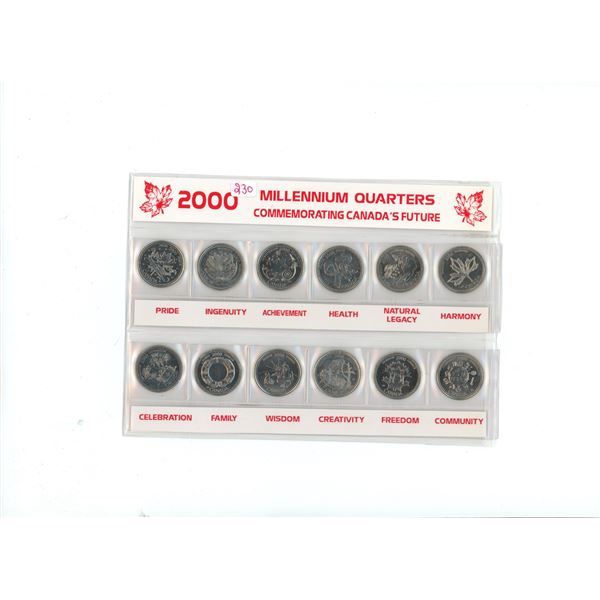 2000 230 MILLENNIUM QUARTERS
COMMEMORATING CANADA'S FUTURE
PRIDE INGENUITY ACHIEVEMENT HEALTH NATURAL LEGACY HARMONY
CELEBRATION FAMILY WISDOM CREATIVITY FREEDOM COMMUNITY